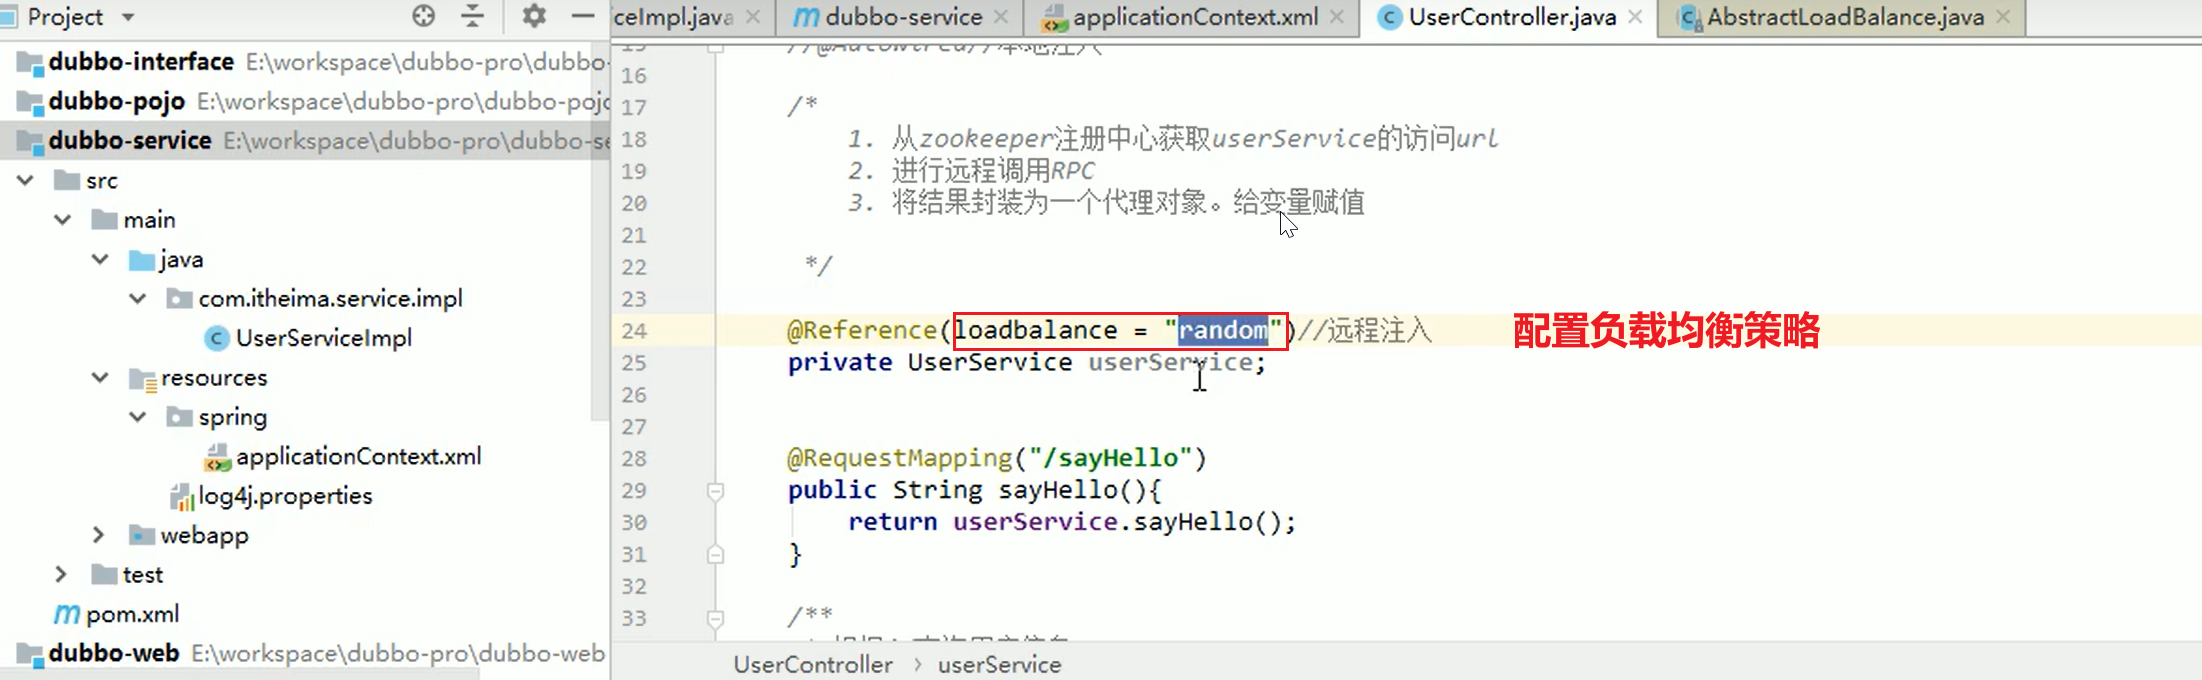 Project
ceImpl.java
dubbo-service
applicationContext.xml
UserController.java
AbstractLoadBalance.java
dubbo-interface E:\workspace\dubbo-pro\dubbo-
dubbo-pojo E:\workspace\dubbo-pro\dubbo-pojo
dubbo-service E:\workspace\dubbo-pro\dubbo-se
src
main
java
com.itheima.service.impl
UserServiceImpl
resources
spring
applicationContext.xml
log4j.properties
webapp
test
pom.xml
dubbo-web E:\workspace\dubbo-pro\dubbo-web
15 //@Autowired//本地注入
16
17 /*
18 1. 从zookeeper注册中心获取userService的访问url
19 2. 进行远程调用RPC
20 3. 将结果封装为一个代理对象。给变量赋值
21
22 */
23
24 @Reference(loadbalance = "random")//远程注入
配置负载均衡策略
25 private UserService userService;
26
27
28 @RequestMapping("/sayHello")
29 public String sayHello(){
30 return userService.sayHello();
31 }
32
33 /**
UserController › userService